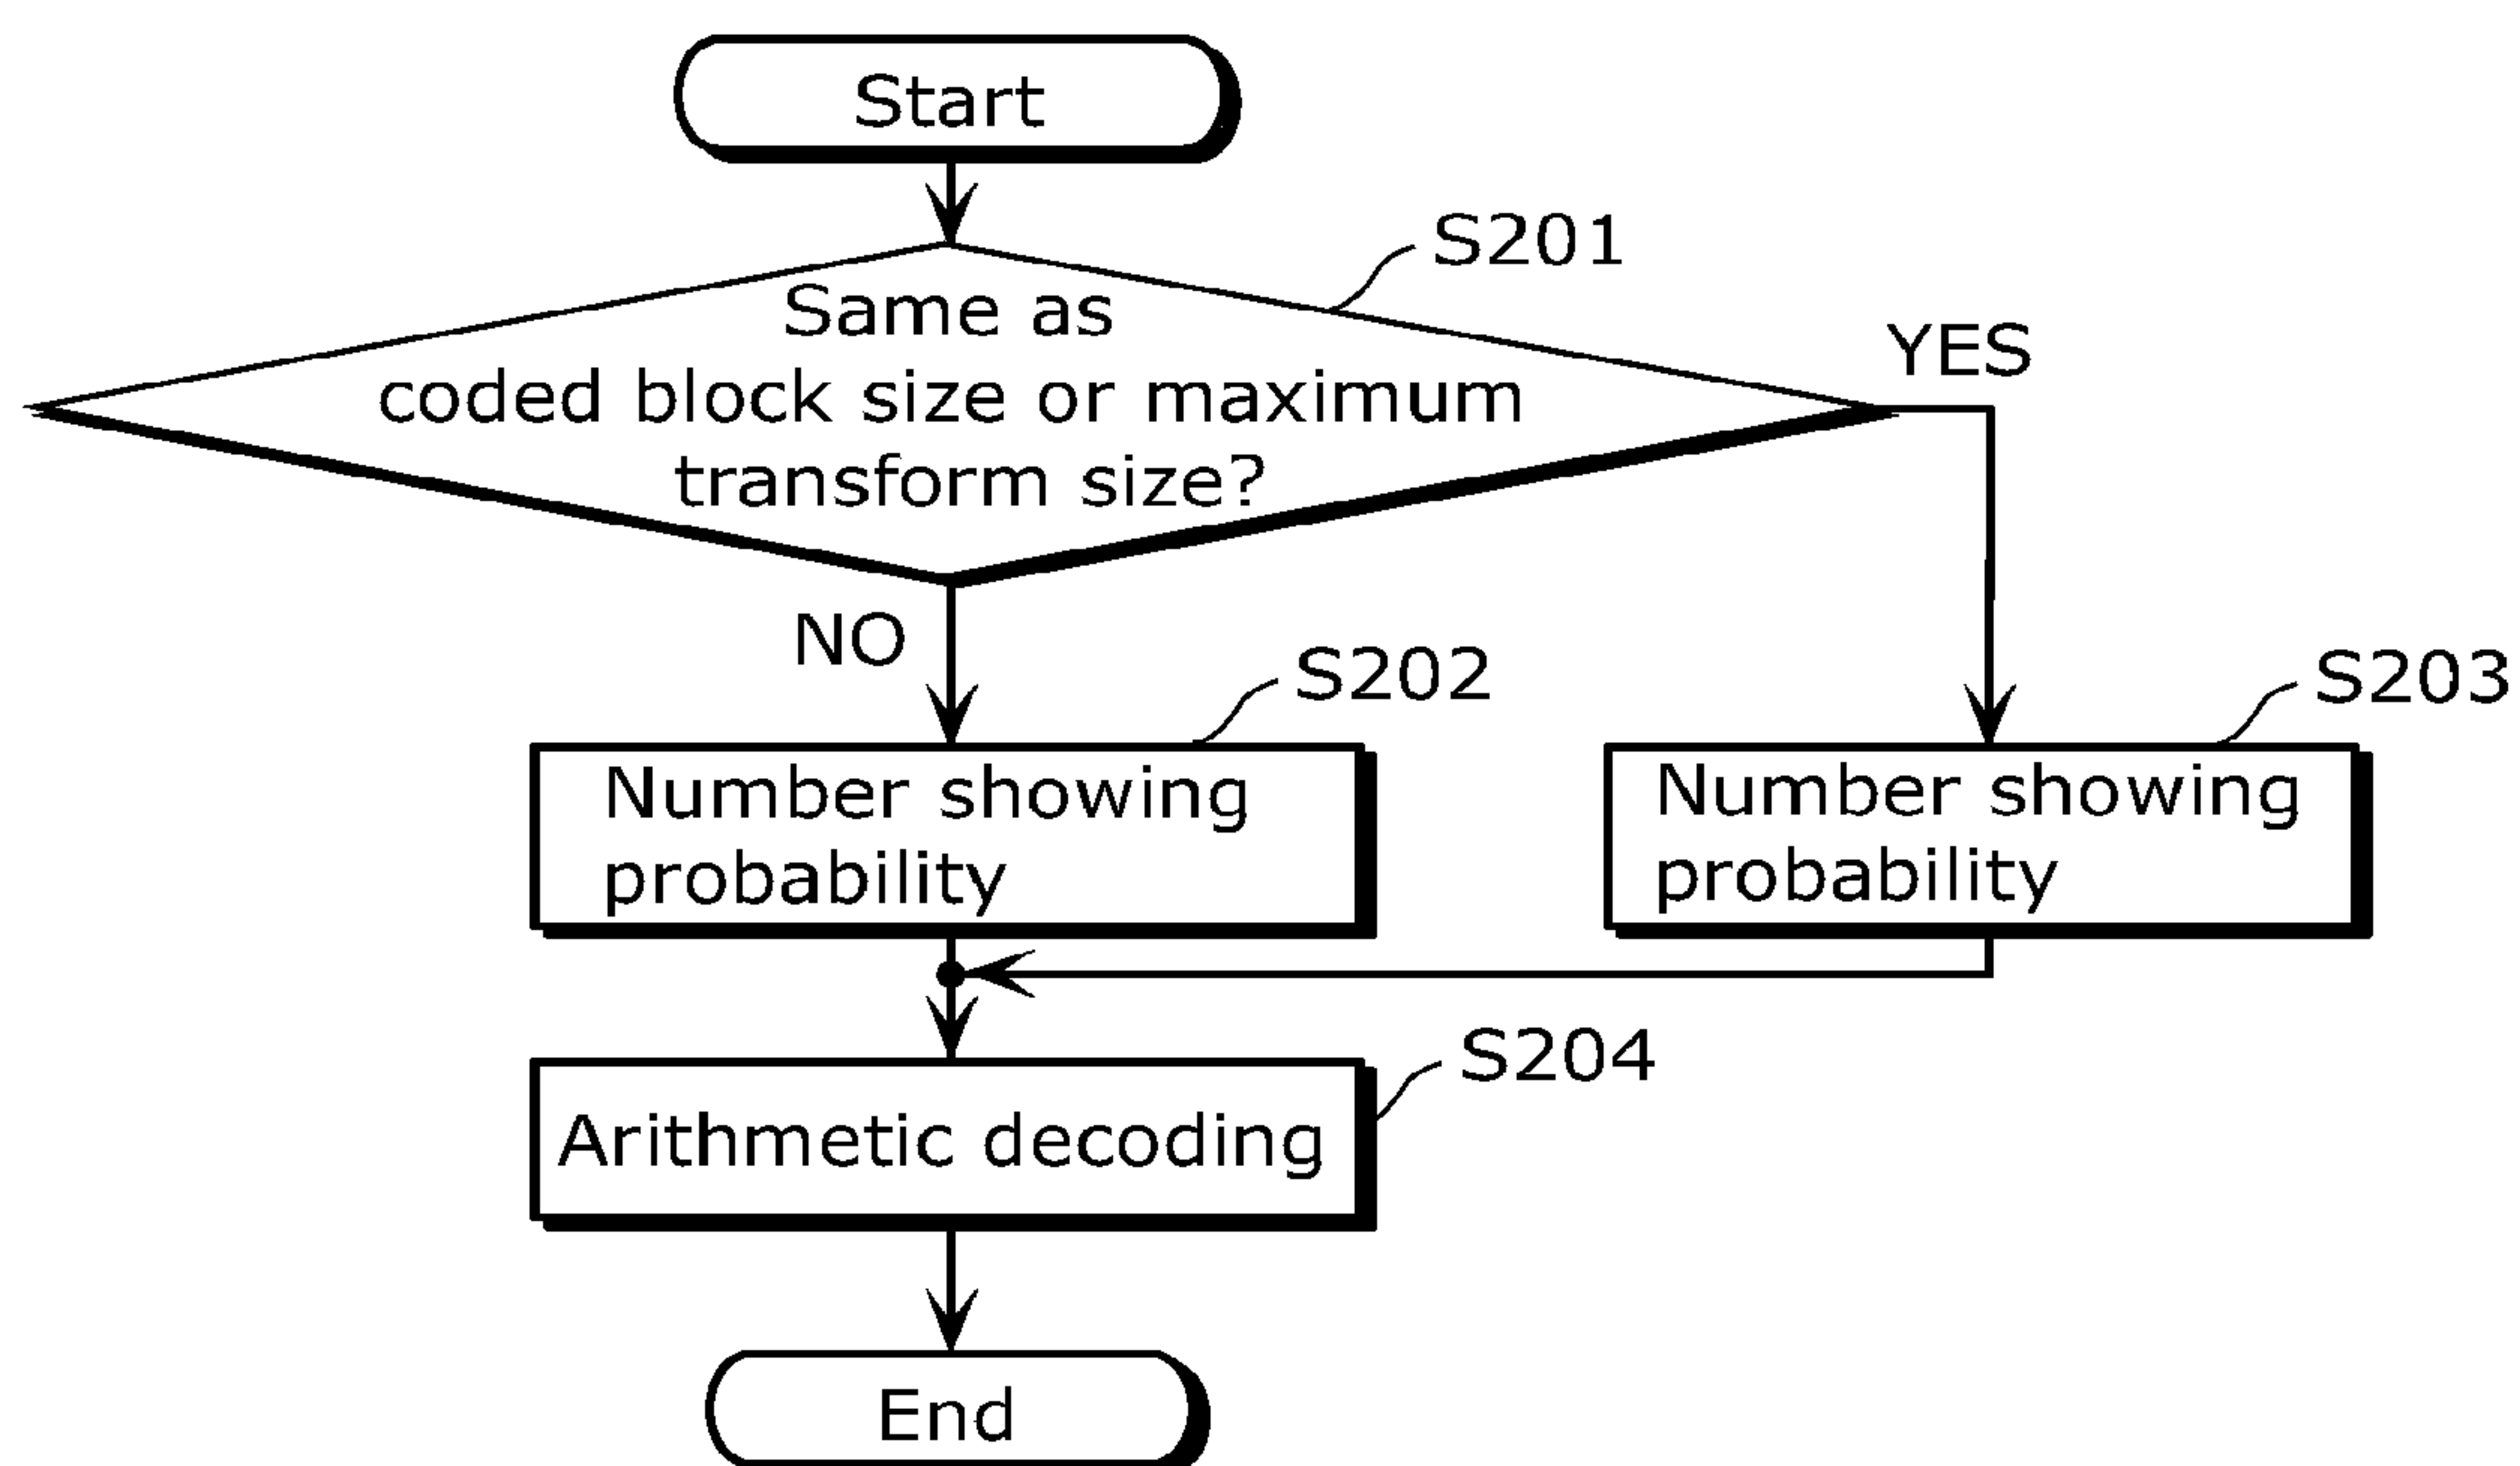 Start
S201
Same as
coded block size or maximum
transform size?
YES
NO
S202
S203
Number showing
probability
Number showing
probability
S204
Arithmetic decoding
End